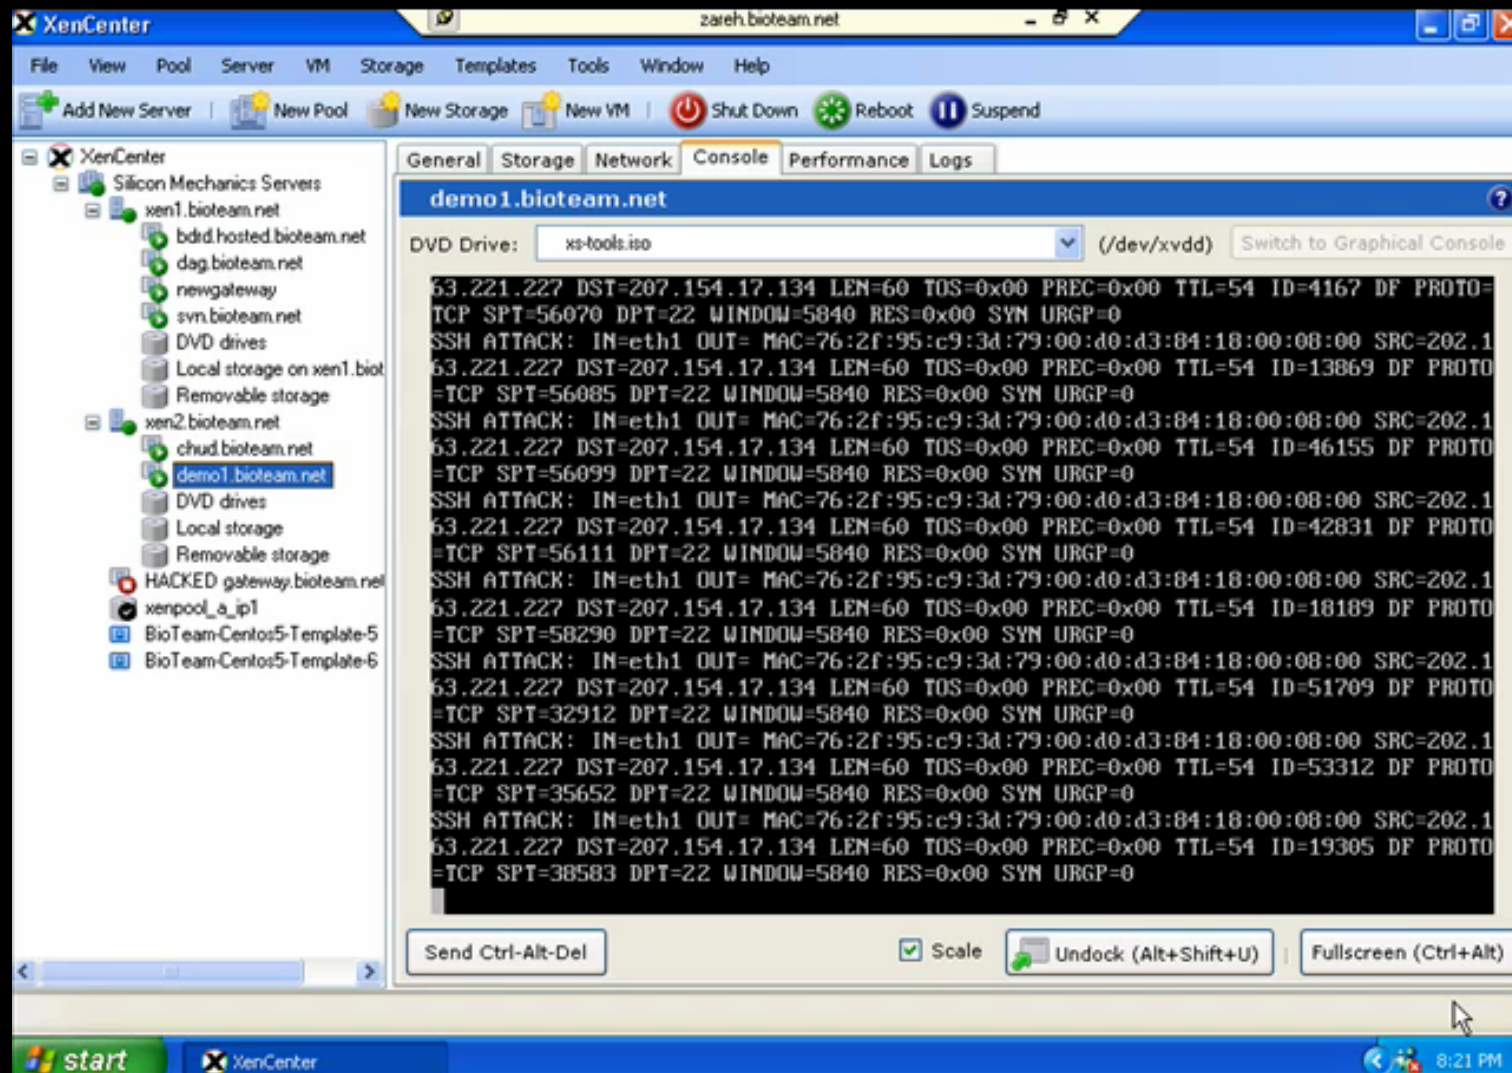 XenCenter
zareh.bioteam.net
File View Pool Server VM Storage Templates Tools Window Help
Add New Server New Pool New Storage New VM Shut Down Reboot Suspend
XenCenter
Silicon Mechanics Servers
xen1.bioteam.net
bdrd.hosted.bioteam.net
dag.bioteam.net
newgateway
svn.bioteam.net
DVD drives
Local storage on xen1.biot
Removable storage
xen2.bioteam.net
chud.bioteam.net
demo1.bioteam.net
DVD drives
Local storage
Removable storage
HACKED gateway.bioteam.net
xenpool_a_ip1
BioTeam-Centos5-Template-5
BioTeam-Centos5-Template-6
General Storage Network Console Performance Logs
demo1.bioteam.net
DVD Drive: xs-tools.iso (/dev/xvdd) Switch to Graphical Console
63.221.227 DST=207.154.17.134 LEN=60 TOS=0x00 PREC=0x00 TTL=54 ID=4167 DF PROTO=
TCP SPT=56070 DPT=22 WINDOW=5840 RES=0x00 SYN URGP=0
SSH ATTACK: IN=eth1 OUT= MAC=76:2f:95:c9:3d:79:00:d0:d3:84:18:00:08:00 SRC=202.1
63.221.227 DST=207.154.17.134 LEN=60 TOS=0x00 PREC=0x00 TTL=54 ID=13869 DF PROTO
=TCP SPT=56085 DPT=22 WINDOW=5840 RES=0x00 SYN URGP=0
SSH ATTACK: IN=eth1 OUT= MAC=76:2f:95:c9:3d:79:00:d0:d3:84:18:00:08:00 SRC=202.1
63.221.227 DST=207.154.17.134 LEN=60 TOS=0x00 PREC=0x00 TTL=54 ID=46155 DF PROTO
=TCP SPT=56099 DPT=22 WINDOW=5840 RES=0x00 SYN URGP=0
SSH ATTACK: IN=eth1 OUT= MAC=76:2f:95:c9:3d:79:00:d0:d3:84:18:00:08:00 SRC=202.1
63.221.227 DST=207.154.17.134 LEN=60 TOS=0x00 PREC=0x00 TTL=54 ID=42831 DF PROTO
=TCP SPT=56111 DPT=22 WINDOW=5840 RES=0x00 SYN URGP=0
SSH ATTACK: IN=eth1 OUT= MAC=76:2f:95:c9:3d:79:00:d0:d3:84:18:00:08:00 SRC=202.1
63.221.227 DST=207.154.17.134 LEN=60 TOS=0x00 PREC=0x00 TTL=54 ID=18189 DF PROTO
=TCP SPT=58290 DPT=22 WINDOW=5840 RES=0x00 SYN URGP=0
SSH ATTACK: IN=eth1 OUT= MAC=76:2f:95:c9:3d:79:00:d0:d3:84:18:00:08:00 SRC=202.1
63.221.227 DST=207.154.17.134 LEN=60 TOS=0x00 PREC=0x00 TTL=54 ID=51709 DF PROTO
=TCP SPT=32912 DPT=22 WINDOW=5840 RES=0x00 SYN URGP=0
SSH ATTACK: IN=eth1 OUT= MAC=76:2f:95:c9:3d:79:00:d0:d3:84:18:00:08:00 SRC=202.1
63.221.227 DST=207.154.17.134 LEN=60 TOS=0x00 PREC=0x00 TTL=54 ID=53312 DF PROTO
=TCP SPT=35652 DPT=22 WINDOW=5840 RES=0x00 SYN URGP=0
SSH ATTACK: IN=eth1 OUT= MAC=76:2f:95:c9:3d:79:00:d0:d3:84:18:00:08:00 SRC=202.1
63.221.227 DST=207.154.17.134 LEN=60 TOS=0x00 PREC=0x00 TTL=54 ID=19305 DF PROTO
=TCP SPT=38583 DPT=22 WINDOW=5840 RES=0x00 SYN URGP=0
Send Ctrl-Alt-Del Scale Undock (Alt+Shift+U) Fullscreen (Ctrl+Alt)
start XenCenter 8:21 PM